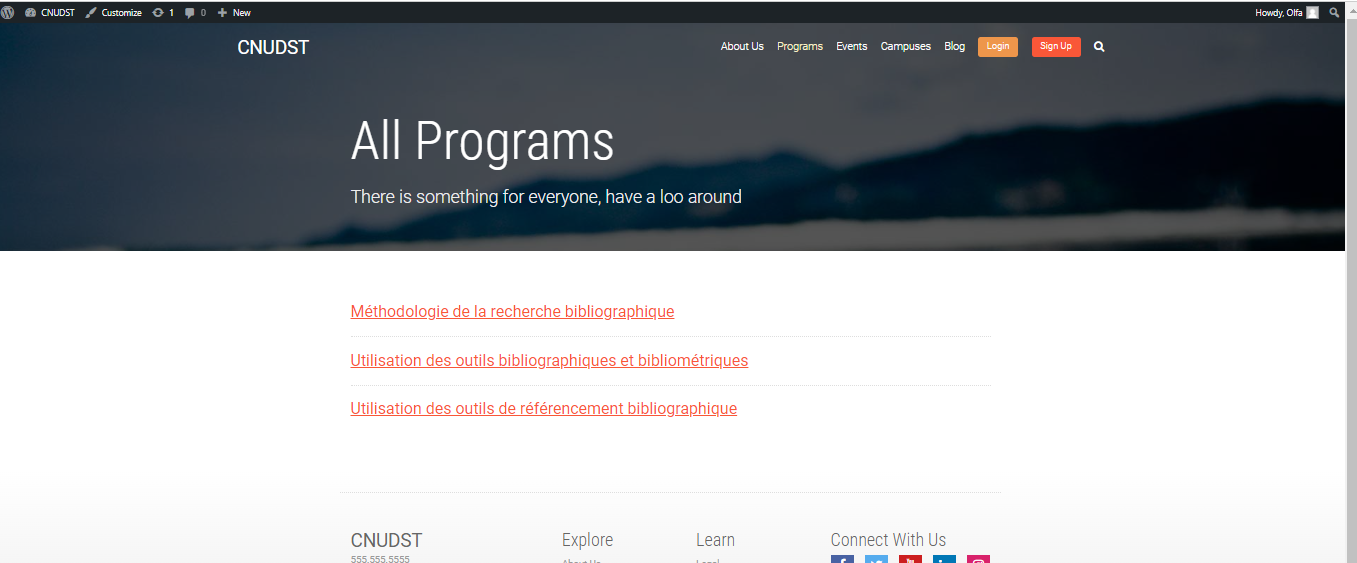 CNUDST Customize 1 0 New Howdy, Olfa
CNUDST About Us Programs Events Campuses Blog Login Sign Up
All Programs
There is something for everyone, have a loo around
Méthodologie de la recherche bibliographique
Utilisation des outils bibliographiques et bibliométriques
Utilisation des outils de référencement bibliographique
CNUDST Explore Learn Connect With Us
555.555.5555 About Us Legal